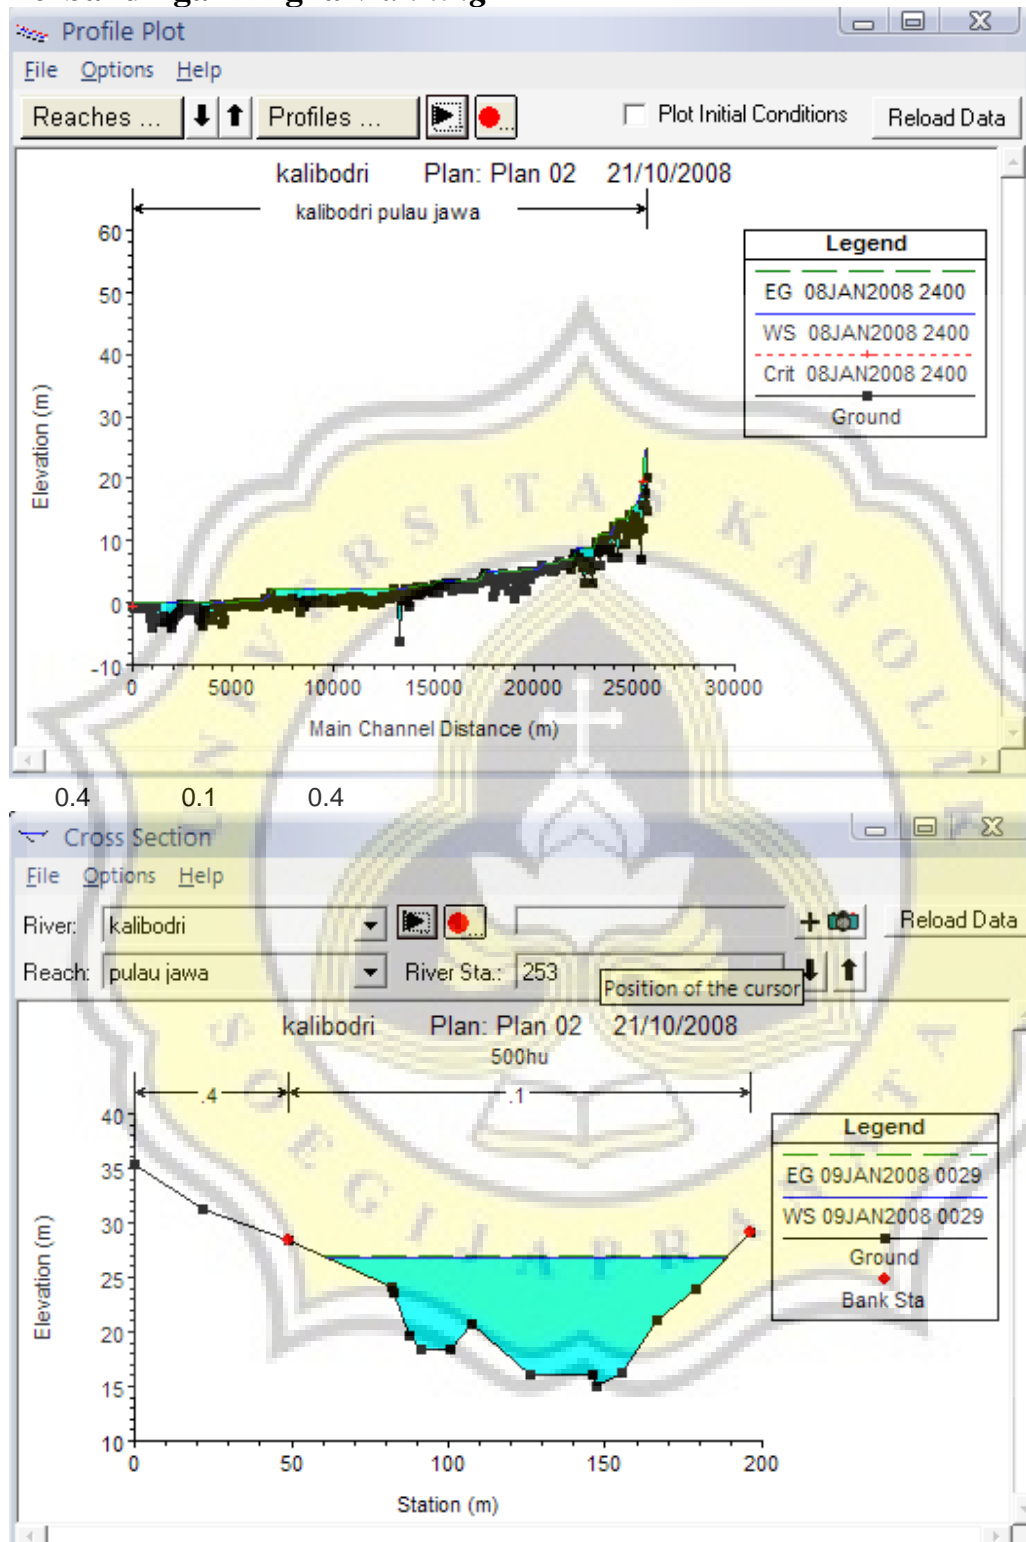 Profile Plot
File Options Help
Reaches ... Profiles ... Plot Initial Conditions Reload Data
kalibodri Plan: Plan 02 21/10/2008
kalibodri pulau jawa
Legend
EG 08JAN2008 2400
WS 08JAN2008 2400
Crit 08JAN2008 2400
Ground
Elevation (m)
60
50
40
30
20
10
0
-10
0 5000 10000 15000 20000 25000 30000
Main Channel Distance (m)
0.4 0.1 0.4
Cross Section
File Options Help
River: kalibodri Reload Data
Reach: pulau jawa River Sta.: 253
Position of the cursor
kalibodri Plan: Plan 02 21/10/2008
500hu
.4 .1
Legend
EG 09JAN2008 0029
WS 09JAN2008 0029
Ground
Bank Sta
Elevation (m)
40
35
30
25
20
15
10
0 50 100 150 200
Station (m)
UNIVERSITAS KATOLIK
SOEGIJAPRANATA